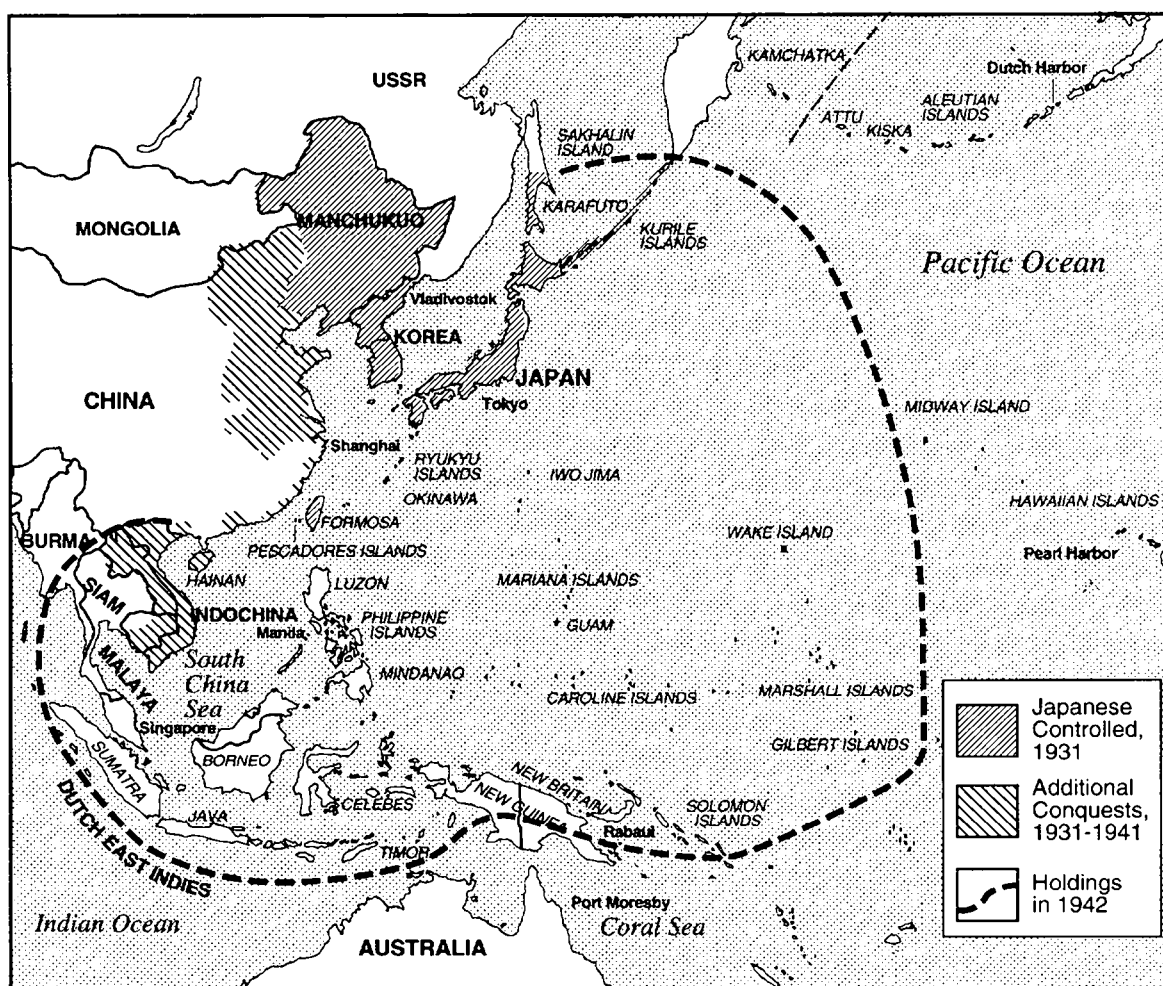 KAMCHATKA
Dutch Harbor
USSR
ALEUTIAN
ISLANDS
ATTU
KISKA
SAKHALIN
ISLAND
KARAFUTO
MONGOLIA
MANCHUKUO
KURILE
ISLANDS
Pacific Ocean
Vladivostok
KOREA
JAPAN
Tokyo
CHINA
MIDWAY ISLAND
Shanghai
RYUKYU
ISLANDS
IWO JIMA
OKINAWA
HAWAIIAN ISLANDS
FORMOSA
WAKE ISLAND
BURMA
PESCADORES ISLANDS
Pearl Harbor
HAINAN
LUZON
MARIANA ISLANDS
SIAM
INDOCHINA
PHILIPPINE
ISLANDS
GUAM
Manila
MALAYA
South
China
Sea
MINDANAO
CAROLINE ISLANDS
MARSHALL ISLANDS
Singapore
GILBERT ISLANDS
BORNEO
SUMATRA
CELEBES
NEW GUINEA
NEW BRITAIN
SOLOMON
ISLANDS
JAVA
Rabaul
TIMOR
DUTCH EAST INDIES
Port Moresby
Indian Ocean
Coral Sea
AUSTRALIA
Japanese
Controlled,
1931
Additional
Conquests,
1931-1941
Holdings
in 1942